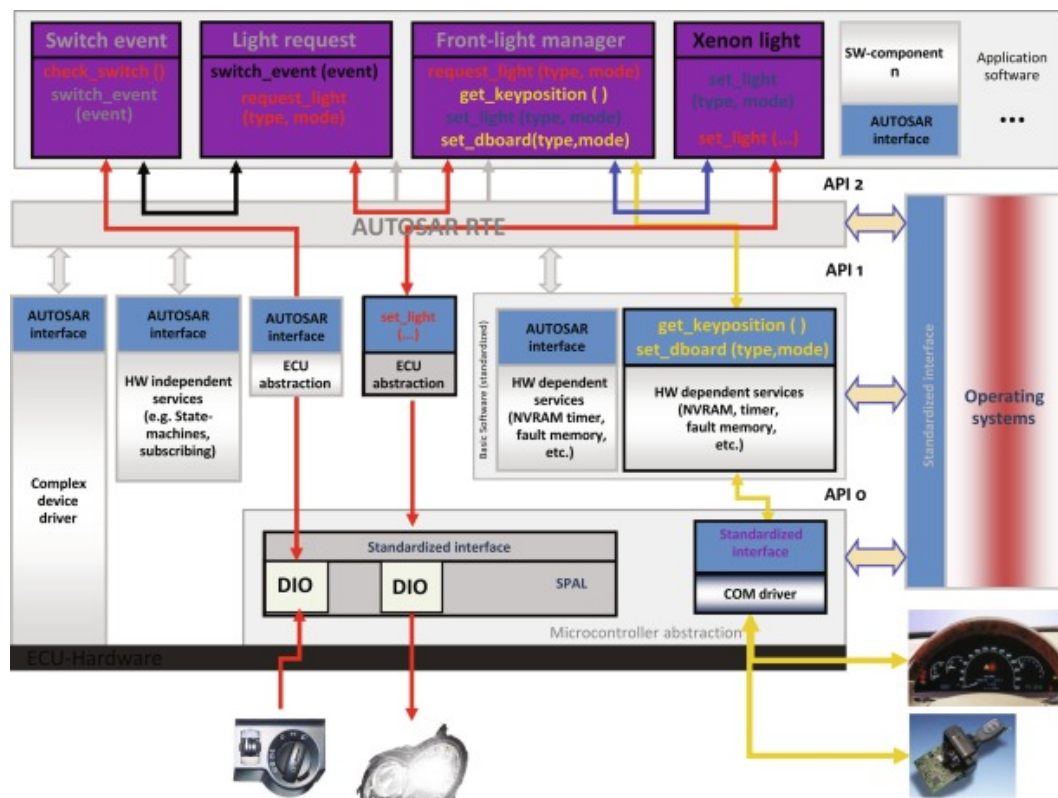 Switch event
check_switch ()
switch_event
(event)
Light request
switch_event (event)
request_light
(type, mode)
Front-light manager
request_light (type, mode)
get_keyposition ( )
set_light (type, mode)
set_dboard(type,mode)
Xenon light
set_light
(type, mode)
set_light (...)
SW-component
n
AUTOSAR
interface
Application
software
...
API 2
AUTOSAR RTE
API 1
AUTOSAR
interface
Complex
device
driver
AUTOSAR
interface
HW independent
services
(e.g. State-
machines,
subscribing)
AUTOSAR
interface
ECU
abstraction
set_light
(...)
ECU
abstraction
Basic Software (standardized)
AUTOSAR
interface
HW dependent
services
(NVRAM timer,
fault memory,
etc.)
get_keyposition ( )
set_dboard (type,mode)
HW dependent services
(NVRAM, timer,
fault memory,
etc.)
Standardized interface
Operating
systems
API 0
Standardized interface
DIO
DIO
SPAL
Standardized
interface
COM driver
Microcontroller abstraction
ECU-Hardware